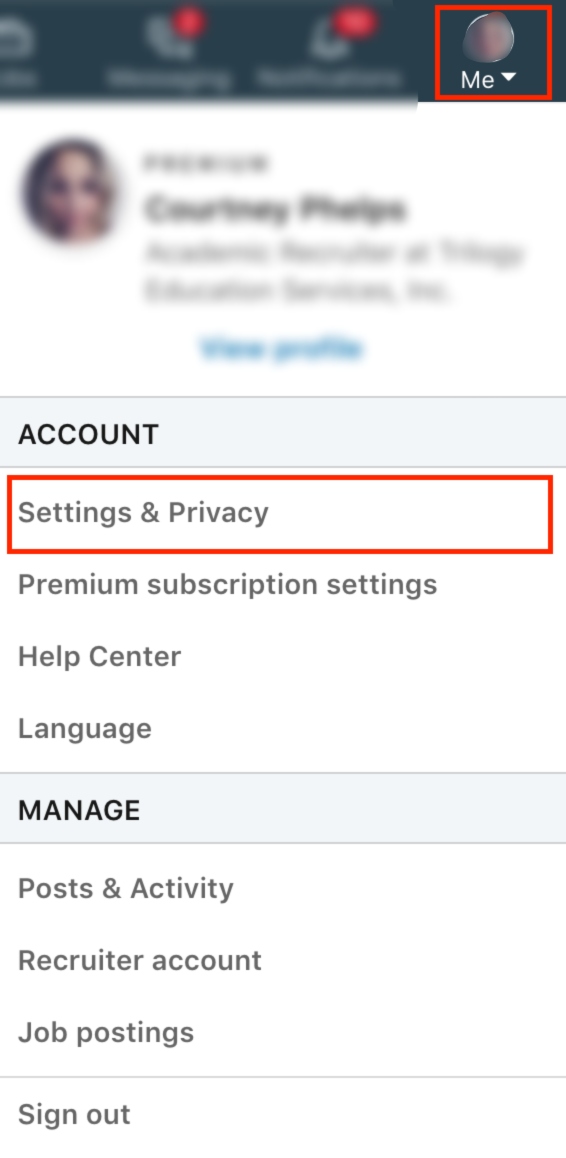 Messaging
Notifications
Me
PREMIUM
Courtney Phelps
Academic Recruiter at Trilogy
Education Services, Inc.
View profile
ACCOUNT
Settings & Privacy
Premium subscription settings
Help Center
Language
MANAGE
Posts & Activity
Recruiter account
Job postings
Sign out